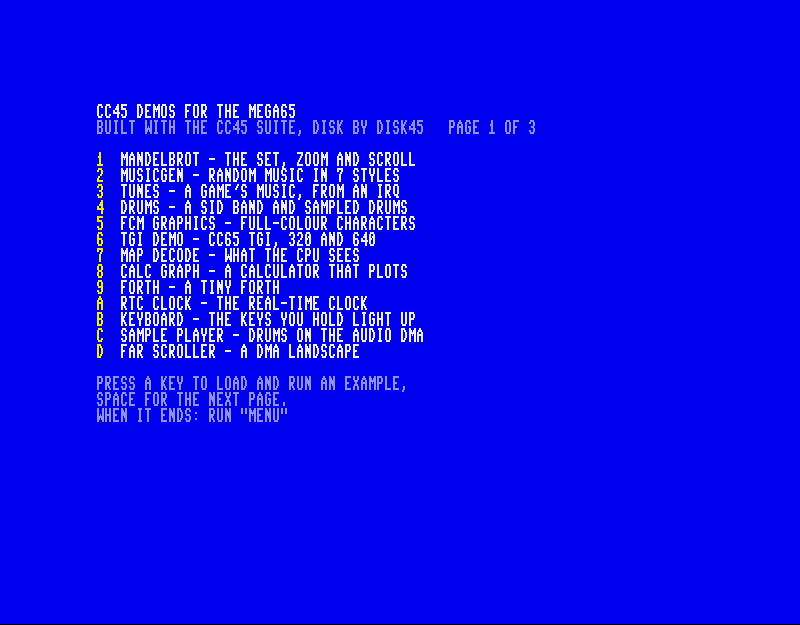 CC45 DEMOS FOR THE MEGA65
BUILT WITH THE CC45 SUITE, DISK BY DISK45   PAGE 1 OF 3
1  MANDELBROT - THE SET, ZOOM AND SCROLL
2  MUSICGEN - RANDOM MUSIC IN 7 STYLES
3  TUNES - A GAME'S MUSIC, FROM AN IRQ
4  DRUMS - A SID BAND AND SAMPLED DRUMS
5  FCM GRAPHICS - FULL-COLOUR CHARACTERS
6  TGI DEMO - CC65 TGI, 320 AND 640
7  MAP DECODE - WHAT THE CPU SEES
8  CALC GRAPH - A CALCULATOR THAT PLOTS
9  FORTH - A TINY FORTH
A  RTC CLOCK - THE REAL-TIME CLOCK
B  KEYBOARD - THE KEYS YOU HOLD LIGHT UP
C  SAMPLE PLAYER - DRUMS ON THE AUDIO DMA
D  FAR SCROLLER - A DMA LANDSCAPE
PRESS A KEY TO LOAD AND RUN AN EXAMPLE,
SPACE FOR THE NEXT PAGE.
WHEN IT ENDS: RUN "MENU"